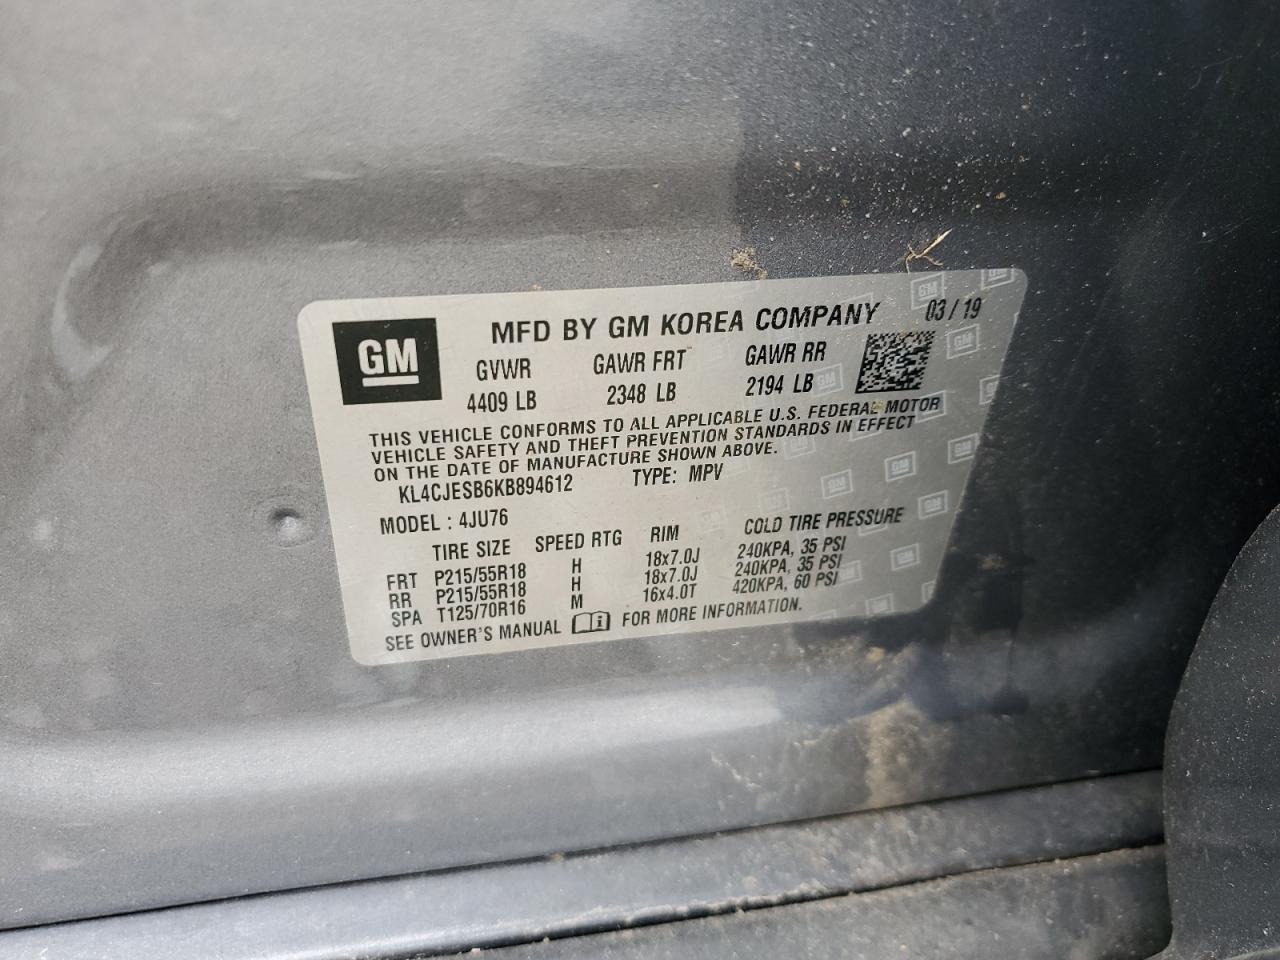 GM
MFD BY GM KOREA COMPANY 03/19
GVWR GAWR FRT GAWR RR
4409 LB 2348 LB 2194 LB
THIS VEHICLE CONFORMS TO ALL APPLICABLE U.S. FEDERAL MOTOR
VEHICLE SAFETY AND THEFT PREVENTION STANDARDS IN EFFECT
ON THE DATE OF MANUFACTURE SHOWN ABOVE.
KL4CJESB6KB894612 TYPE: MPV
MODEL : 4JU76
TIRE SIZE SPEED RTG RIM COLD TIRE PRESSURE
FRT P215/55R18 H 18x7.0J 240KPA, 35 PSI
RR P215/55R18 H 18x7.0J 240KPA, 35 PSI
SPA T125/70R16 M 16x4.0T 420KPA, 60 PSI
SEE OWNER'S MANUAL i FOR MORE INFORMATION.